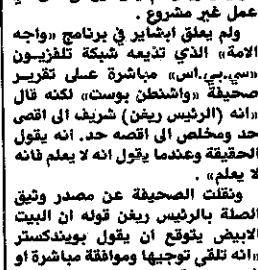 عمل غير مشروع .
ولم يعلق ابشاير في برنامج «واجه
الامة» الذي تذيعه شبكة تلفزيون
«سي.بي.اس» مباشرة على تقرير
صحيفة «واشنطن بوست» لكنه قال
«انه (الرئيس ريغن) شريف الى اقصى
حد ومخلص الى اقصه حد. انه يقول
الحقيقة وعندما يقول انه لا يعلم فانه
لا يعلم» .
ونقلت الصحيفة عن مصدر وثيق
الصلة بالرئيس ريغن قوله ان البيت
الابيض يتوقع ان يقول بويندكستر
«انه تلقى توجيها وموافقة مباشرة او